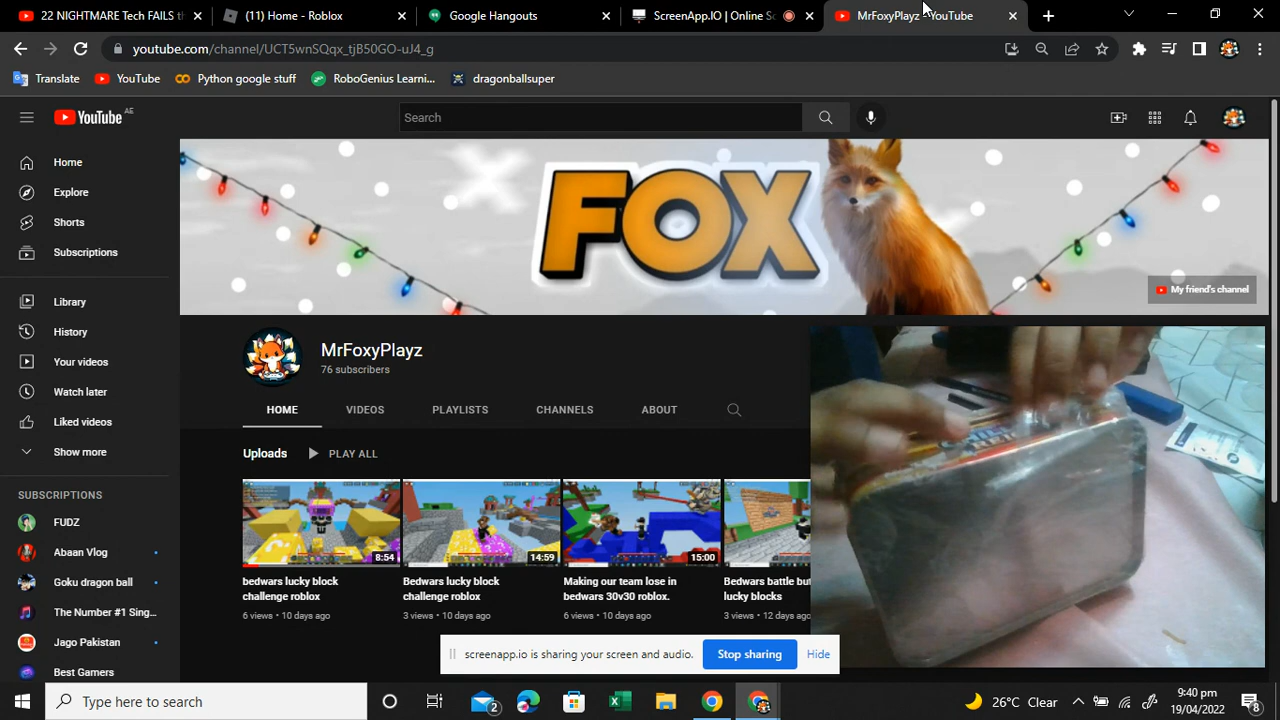 22 NIGHTMARE Tech FAILS th
(11) Home - Roblox
Google Hangouts
ScreenApp.IO | Online Sc
MrFoxyPlayz - YouTube
youtube.com/channel/UCT5wnSQqx_tjB50GO-uJ4_g
Translate
YouTube
Python google stuff
RoboGenius Learni...
dragonballsuper
YouTube AE
Search
Home
Explore
Shorts
Subscriptions
Library
History
Your videos
Watch later
Liked videos
Show more
SUBSCRIPTIONS
FUDZ
Abaan Vlog
Goku dragon ball
The Number #1 Sing...
Jago Pakistan
Best Gamers
FOX
My friend's channel
MrFoxyPlayz
76 subscribers
HOME
VIDEOS
PLAYLISTS
CHANNELS
ABOUT
Uploads
PLAY ALL
8:54
14:59
15:00
bedwars lucky block
challenge roblox
6 views • 10 days ago
Bedwars lucky block
challenge roblox
3 views • 10 days ago
Making our team lose in
bedwars 30v30 roblox.
6 views • 10 days ago
Bedwars battle but
lucky blocks
3 views • 12 days ago
screenapp.io is sharing your screen and audio.
Stop sharing
Hide
Type here to search
2
26°C Clear
9:40 pm
19/04/2022
8